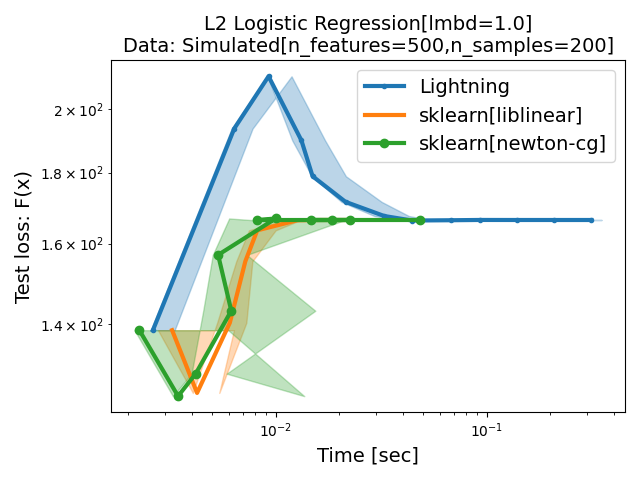 L2 Logistic Regression[lmbd=1.0]
Data: Simulated[n_features=500,n_samples=200]
Lightning
sklearn[liblinear]
sklearn[newton-cg]
Test loss: F(x)
2 × 10²
1.8 × 10²
1.6 × 10²
1.4 × 10²
10⁻²
10⁻¹
Time [sec]